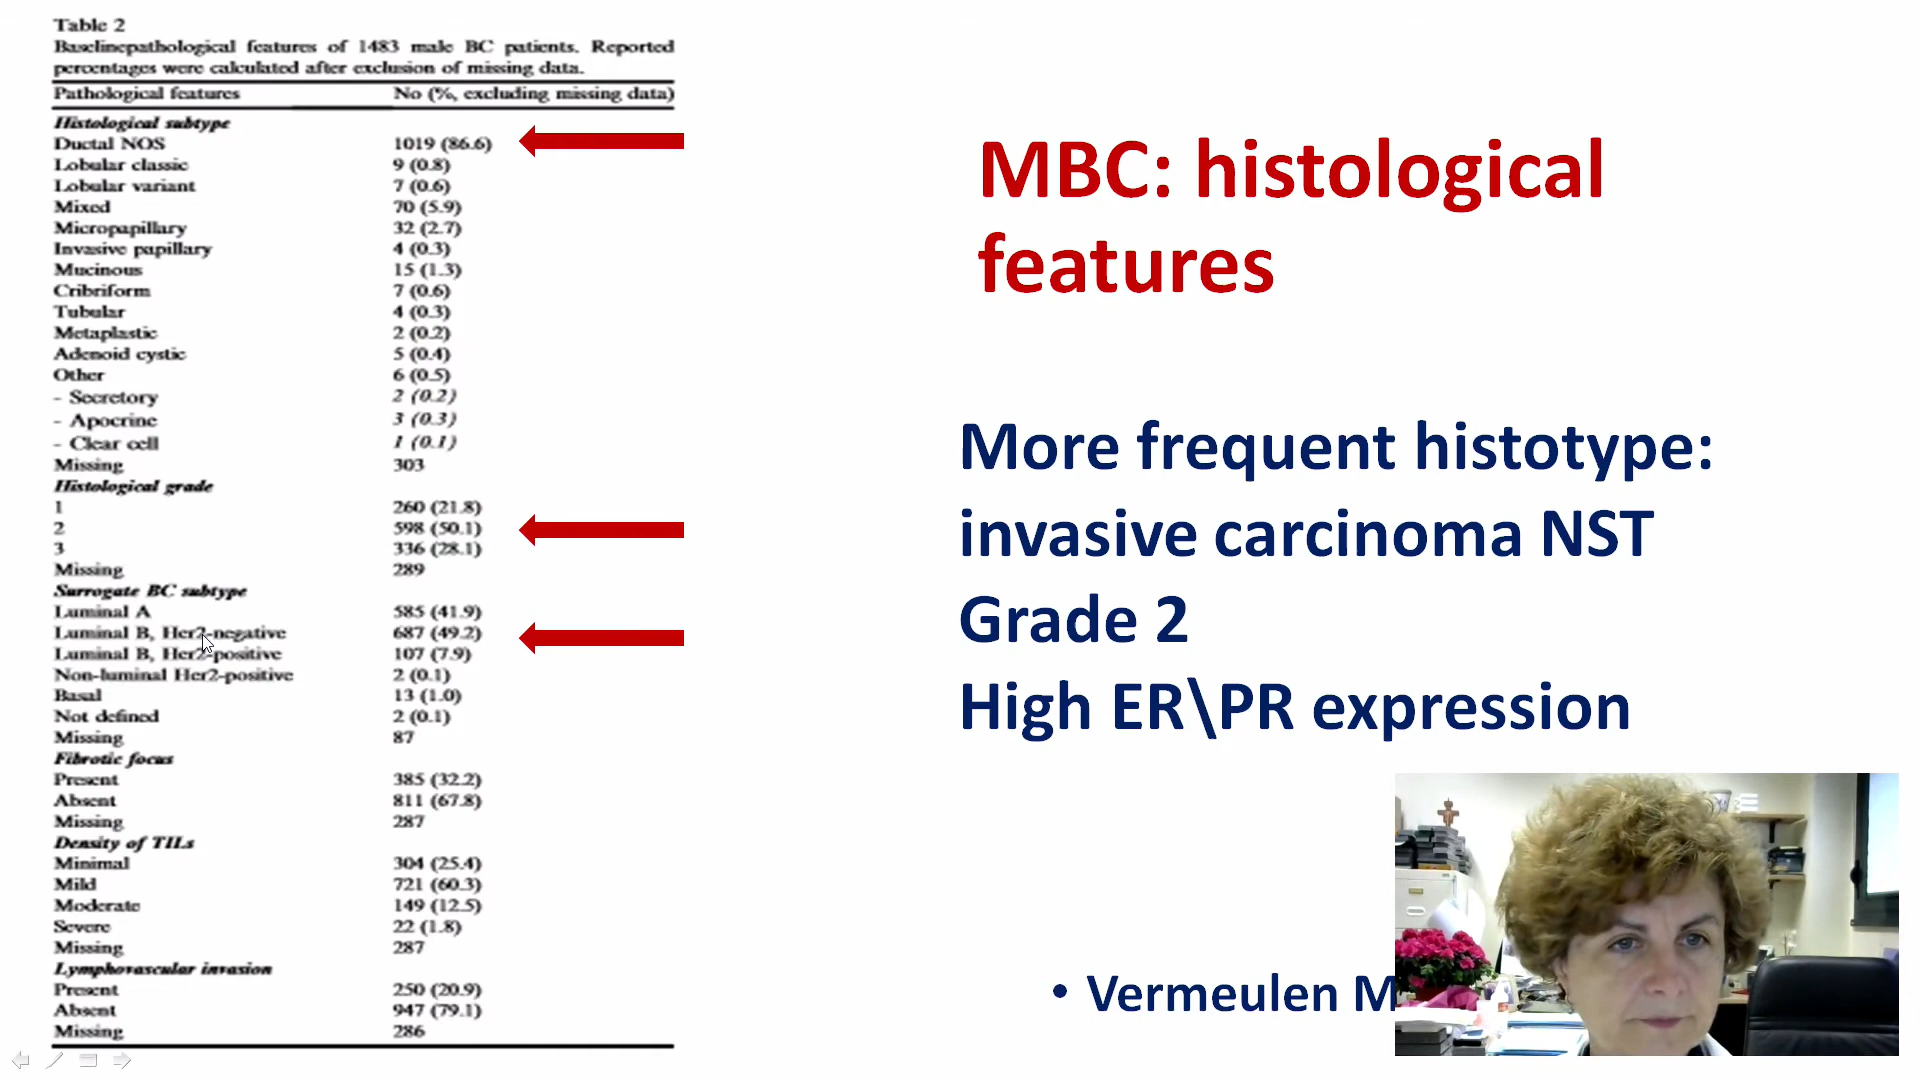 Table 2
Baselinepathological features of 1483 male BC patients. Reported
percentages were calculated after exclusion of missing data.
Pathological features No (%, excluding missing data)
Histological subtype
Ductal NOS 1019 (86.6)
Lobular classic 9 (0.8)
Lobular variant 7 (0.6)
Mixed 70 (5.9)
Micropapillary 32 (2.7)
Invasive papillary 4 (0.3)
Mucinous 15 (1.3)
Cribriform 7 (0.6)
Tubular 4 (0.3)
Metaplastic 2 (0.2)
Adenoid cystic 5 (0.4)
Other 6 (0.5)
- Secretory 2 (0.2)
- Apocrine 3 (0.3)
- Clear cell 1 (0.1)
Missing 303
Histological grade
1 260 (21.8)
2 598 (50.1)
3 336 (28.1)
Missing 289
Surrogate BC subtype
Luminal A 585 (41.9)
Luminal B, Her2-negative 687 (49.2)
Luminal B, Her2-positive 107 (7.9)
Non-luminal Her2-positive 2 (0.1)
Basal 13 (1.0)
Not defined 2 (0.1)
Missing 87
Fibrotic focus
Present 385 (32.2)
Absent 811 (67.8)
Missing 287
Density of TILs
Minimal 304 (25.4)
Mild 721 (60.3)
Moderate 149 (12.5)
Severe 22 (1.8)
Missing 287
Lymphovascular invasion
Present 250 (20.9)
Absent 947 (79.1)
Missing 286
MBC: histological
features
More frequent histotype:
invasive carcinoma NST
Grade 2
High ER\PR expression
• Vermeulen M